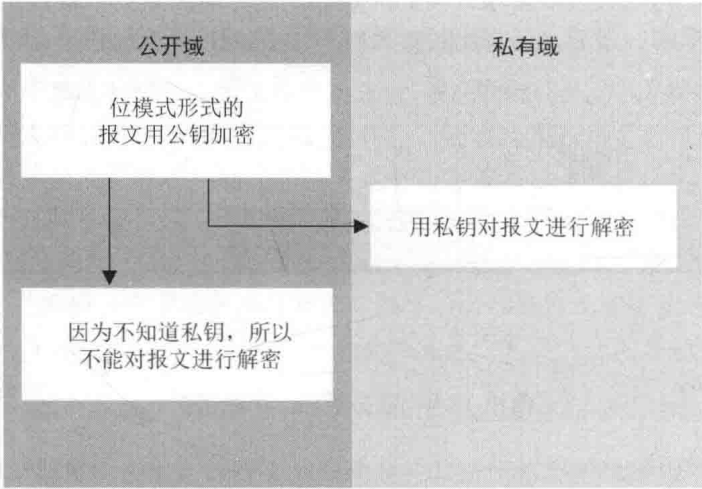 公开域
私有域
位模式形式的
报文用公钥加密
用私钥对报文进行解密
因为不知道私钥，所以
不能对报文进行解密